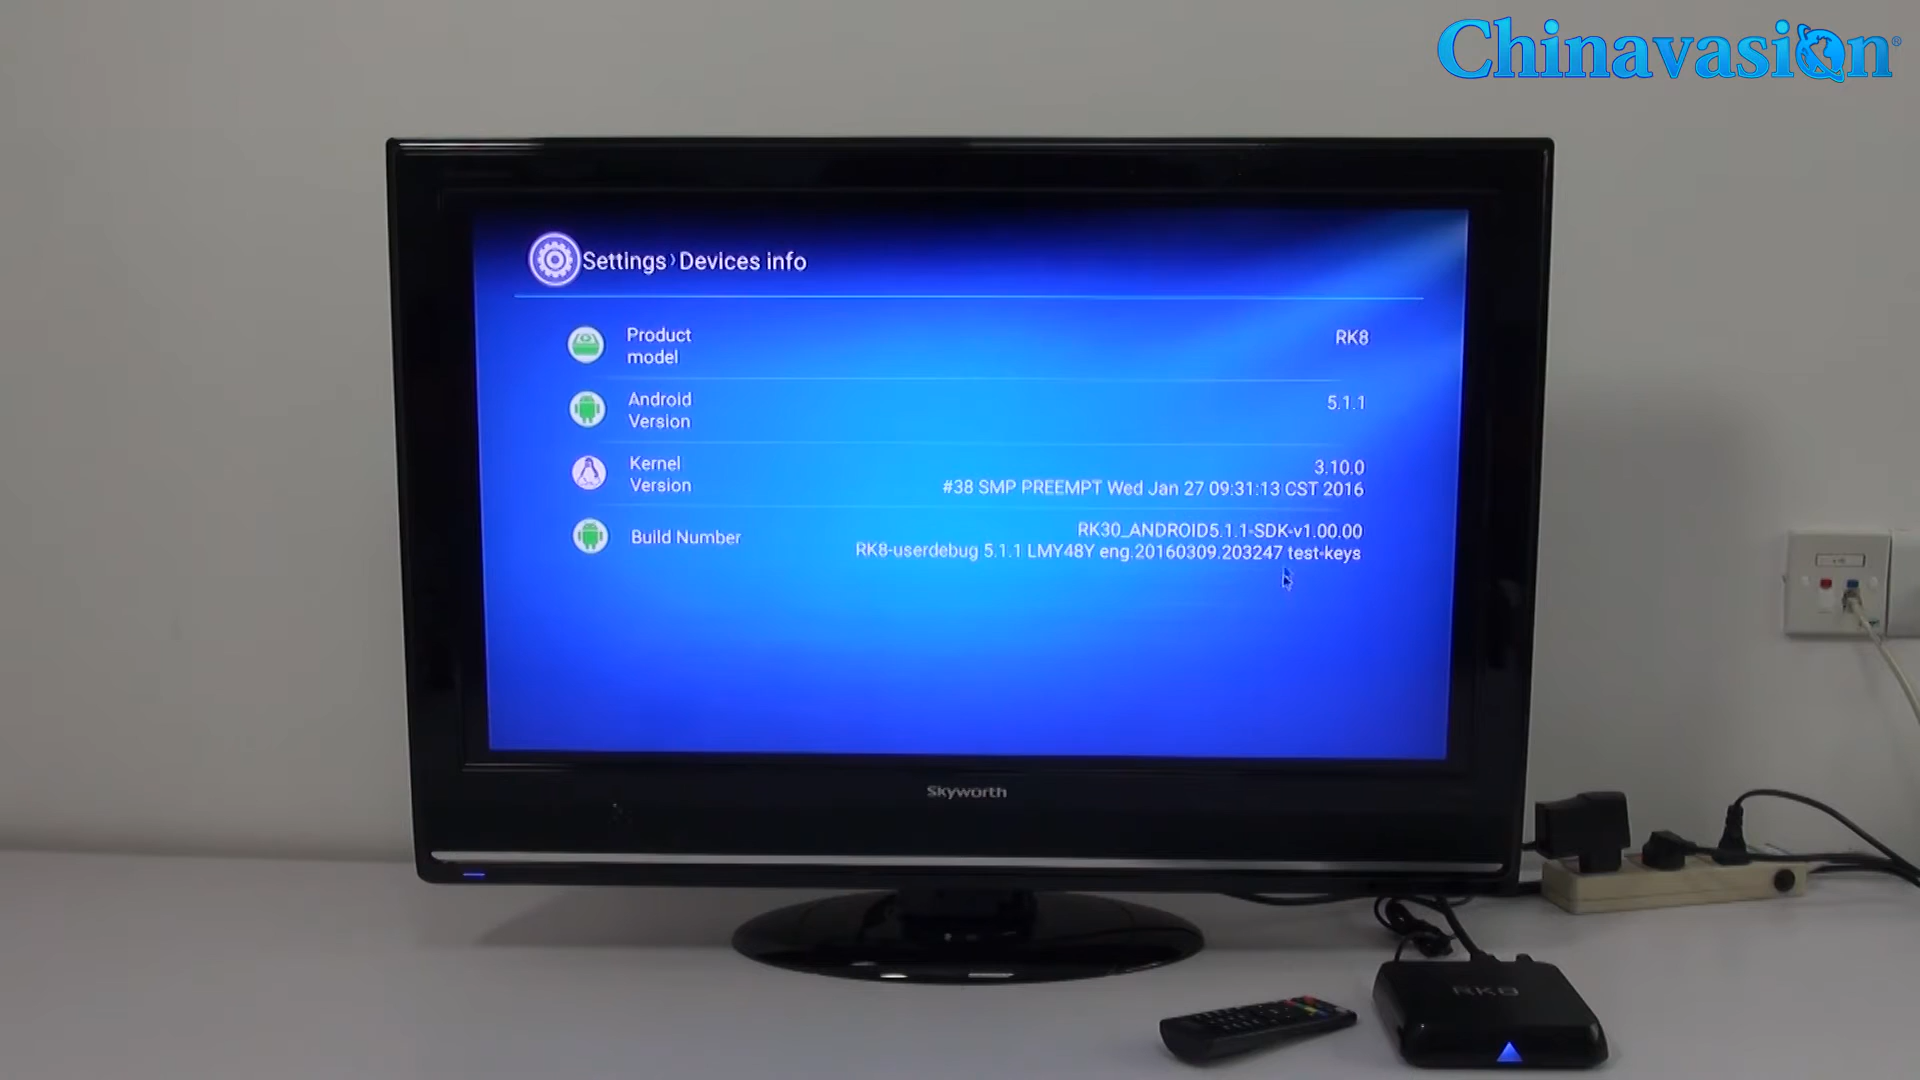 Chinavasion®
Settings›Devices info
Product
model
RK8
Android
Version
5.1.1
Kernel
Version
3.10.0
#38 SMP PREEMPT Wed Jan 27 09:31:13 CST 2016
Build Number
RK30_ANDROID5.1.1-SDK-v1.00.00
RK8-userdebug 5.1.1 LMY48Y eng.20160309.203247 test-keys
Skyworth
RK8